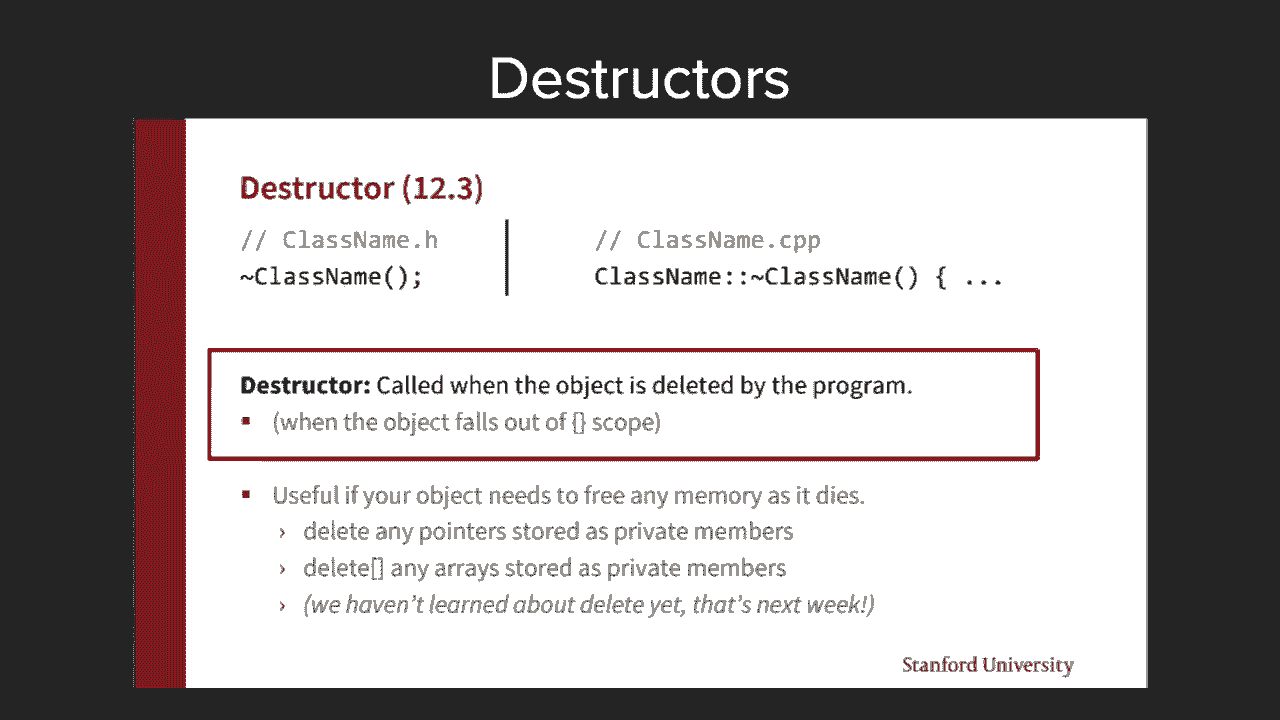 Destructors
Destructor (12.3)
// ClassName.h
~ClassName();
// ClassName.cpp
ClassName::~ClassName() { ...
Destructor: Called when the object is deleted by the program.
▪ (when the object falls out of {} scope)
▪ Useful if your object needs to free any memory as it dies.
› delete any pointers stored as private members
› delete[] any arrays stored as private members
› (we haven't learned about delete yet, that's next week!)
Stanford University